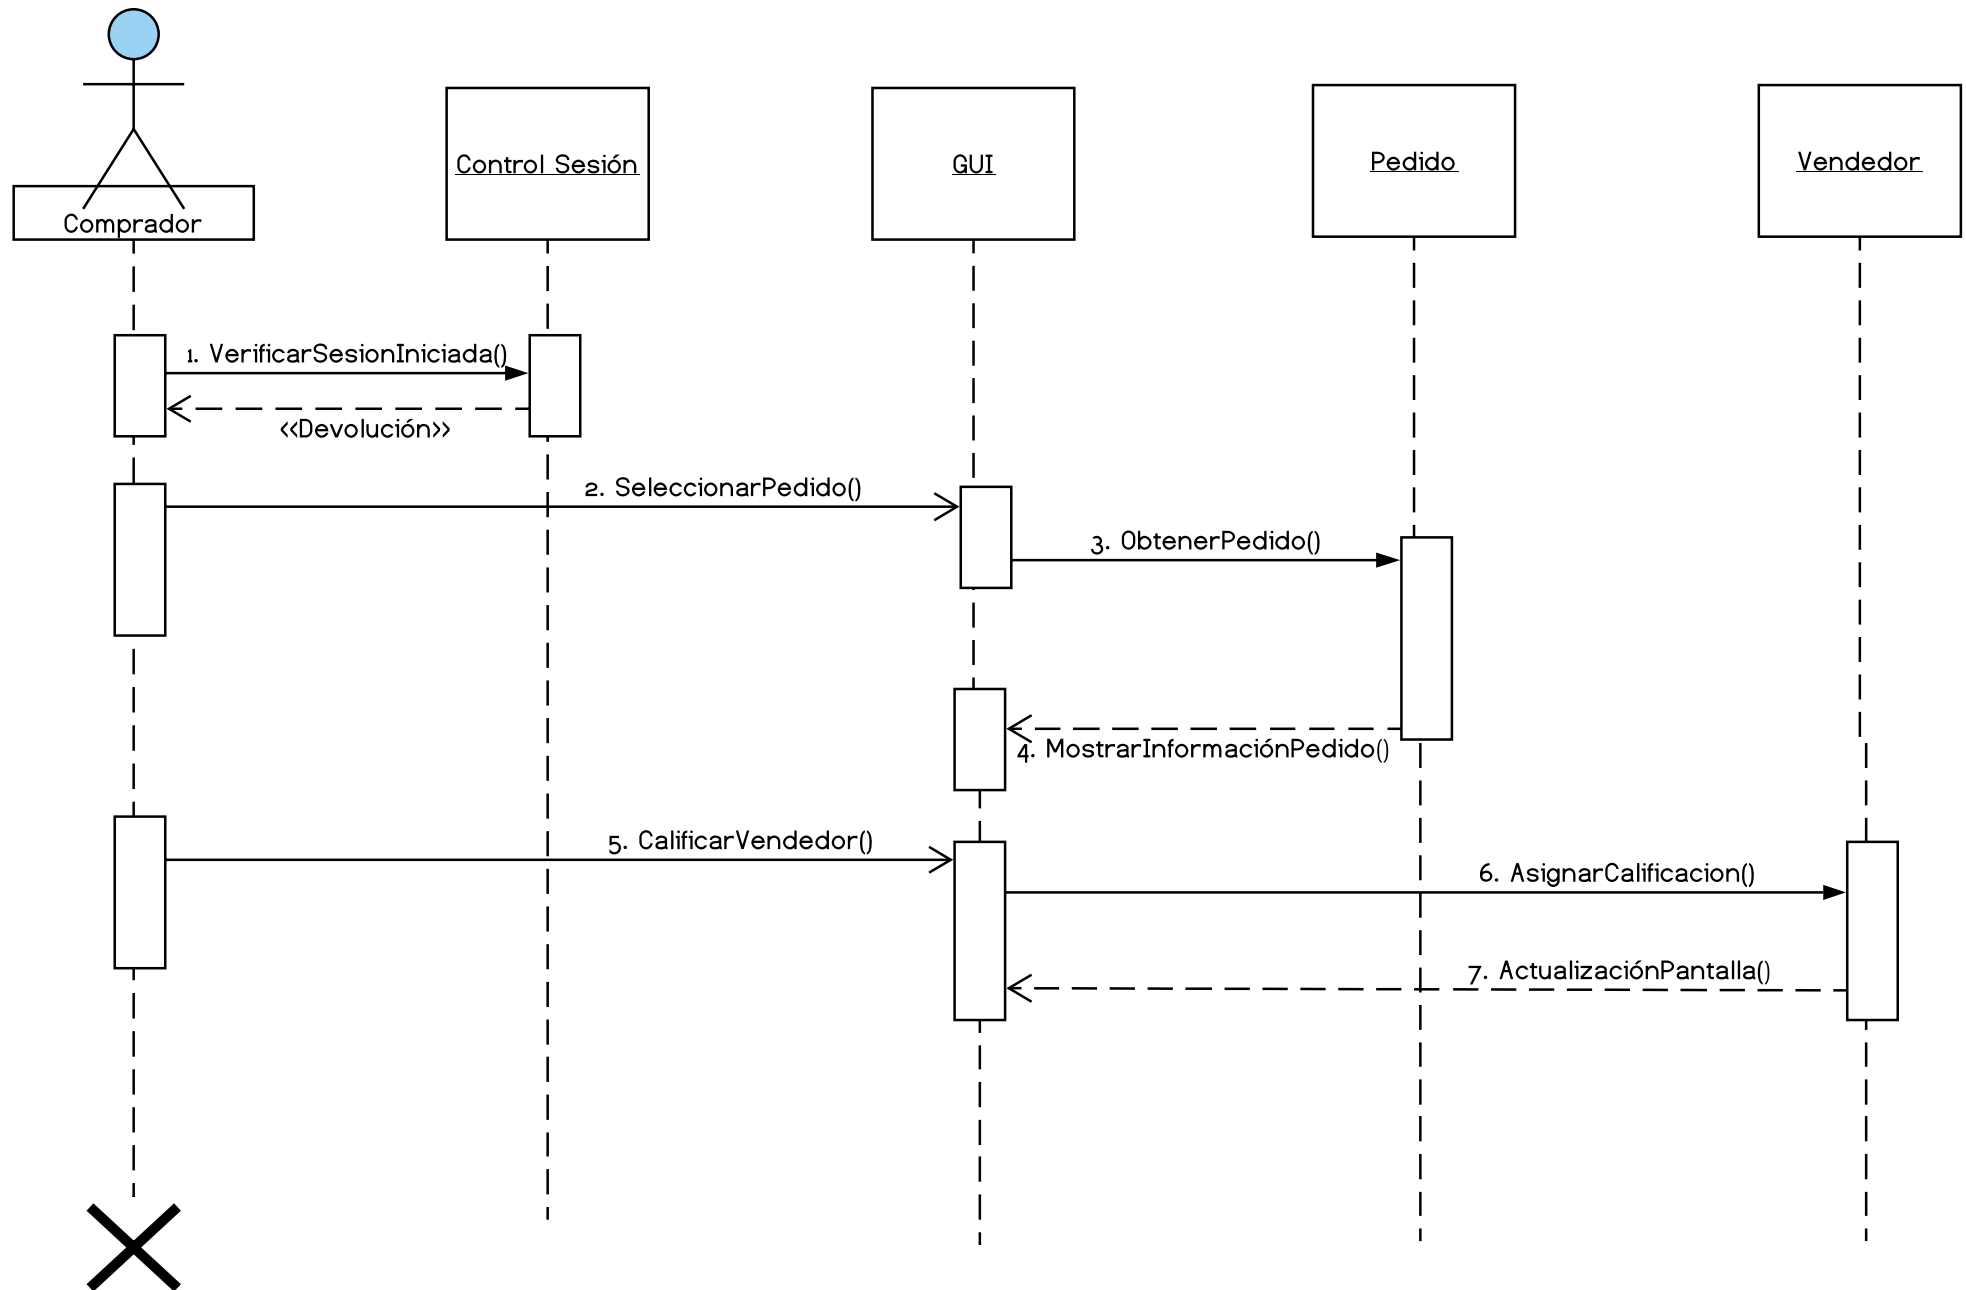 Comprador
Control Sesión
GUI
Pedido
Vendedor
1. VerificarSesionIniciada()
<<Devolución>>
2. SeleccionarPedido()
3. ObtenerPedido()
4. MostrarInformaciónPedido()
5. CalificarVendedor()
6. AsignarCalificacion()
7. ActualizaciónPantalla()